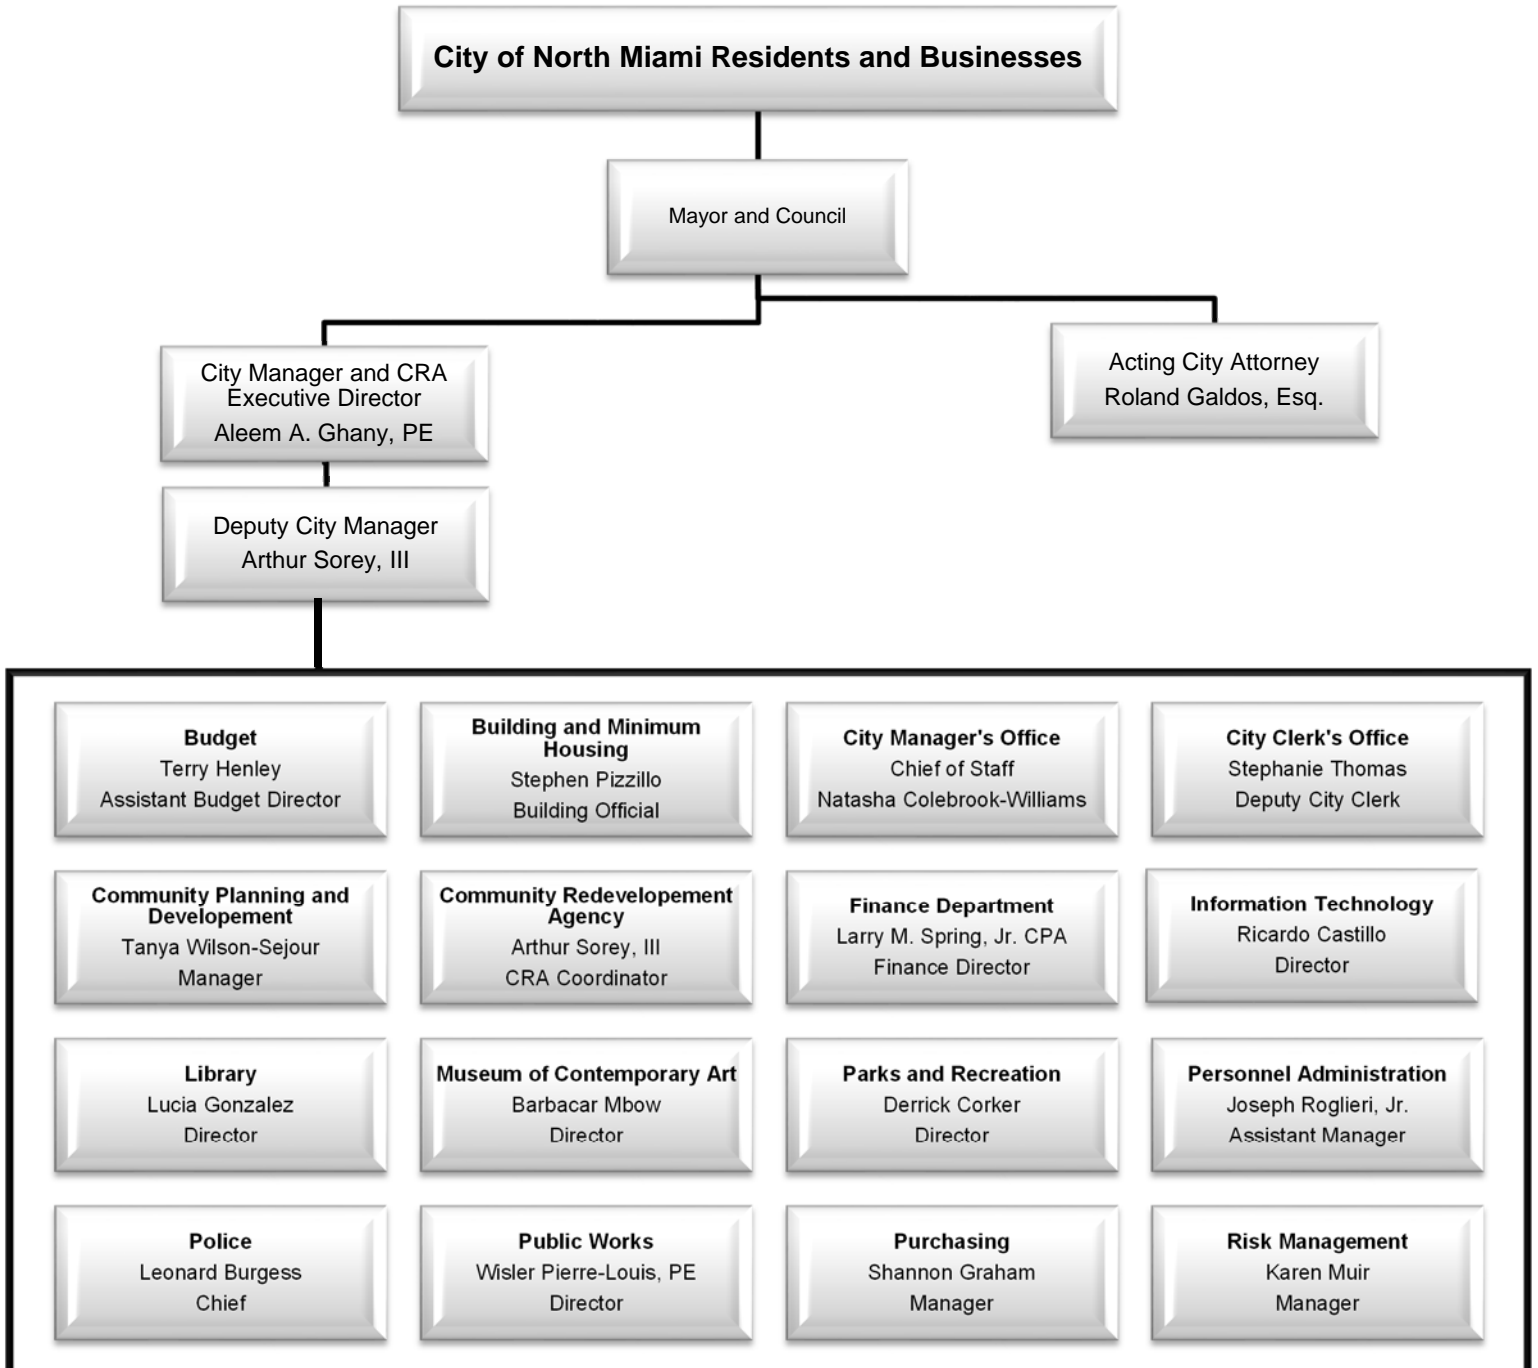 City of North Miami Residents and Businesses
Mayor and Council
City Manager and CRA
Executive Director
Aleem A. Ghany, PE
Acting City Attorney
Roland Galdos, Esq.
Deputy City Manager
Arthur Sorey, III
Budget
Terry Henley
Assistant Budget Director
Building and Minimum
Housing
Stephen Pizzillo
Building Official
City Manager's Office
Chief of Staff
Natasha Colebrook-Williams
City Clerk's Office
Stephanie Thomas
Deputy City Clerk
Community Planning and
Developement
Tanya Wilson-Sejour
Manager
Community Redevelopement
Agency
Arthur Sorey, III
CRA Coordinator
Finance Department
Larry M. Spring, Jr. CPA
Finance Director
Information Technology
Ricardo Castillo
Director
Library
Lucia Gonzalez
Director
Museum of Contemporary Art
Barbacar Mbow
Director
Parks and Recreation
Derrick Corker
Director
Personnel Administration
Joseph Roglieri, Jr.
Assistant Manager
Police
Leonard Burgess
Chief
Public Works
Wisler Pierre-Louis, PE
Director
Purchasing
Shannon Graham
Manager
Risk Management
Karen Muir
Manager